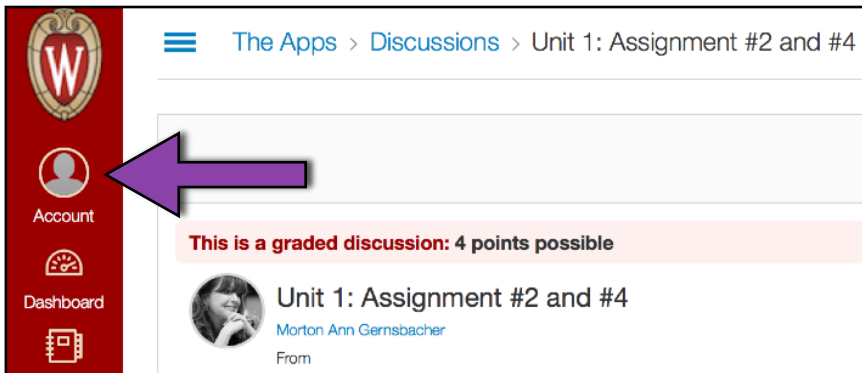 W
The Apps > Discussions > Unit 1: Assignment #2 and #4
Account
This is a graded discussion: 4 points possible
Dashboard
Unit 1: Assignment #2 and #4
Morton Ann Gernsbacher
From